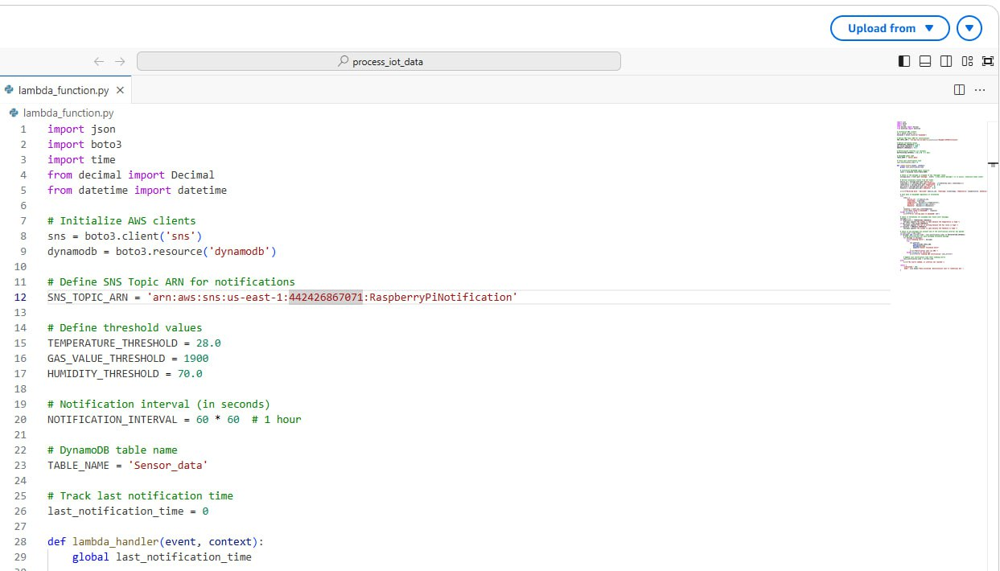 Upload from
process_iot_data
lambda_function.py
lambda_function.py
1 import json
2 import boto3
3 import time
4 from decimal import Decimal
5 from datetime import datetime
6
7 # Initialize AWS clients
8 sns = boto3.client('sns')
9 dynamodb = boto3.resource('dynamodb')
10
11 # Define SNS Topic ARN for notifications
12 SNS_TOPIC_ARN = 'arn:aws:sns:us-east-1:442426867071:RaspberryPiNotification'
13
14 # Define threshold values
15 TEMPERATURE_THRESHOLD = 28.0
16 GAS_VALUE_THRESHOLD = 1900
17 HUMIDITY_THRESHOLD = 70.0
18
19 # Notification interval (in seconds)
20 NOTIFICATION_INTERVAL = 60 * 60  # 1 hour
21
22 # DynamoDB table name
23 TABLE_NAME = 'Sensor_data'
24
25 # Track last notification time
26 last_notification_time = 0
27
28 def lambda_handler(event, context):
29     global last_notification_time